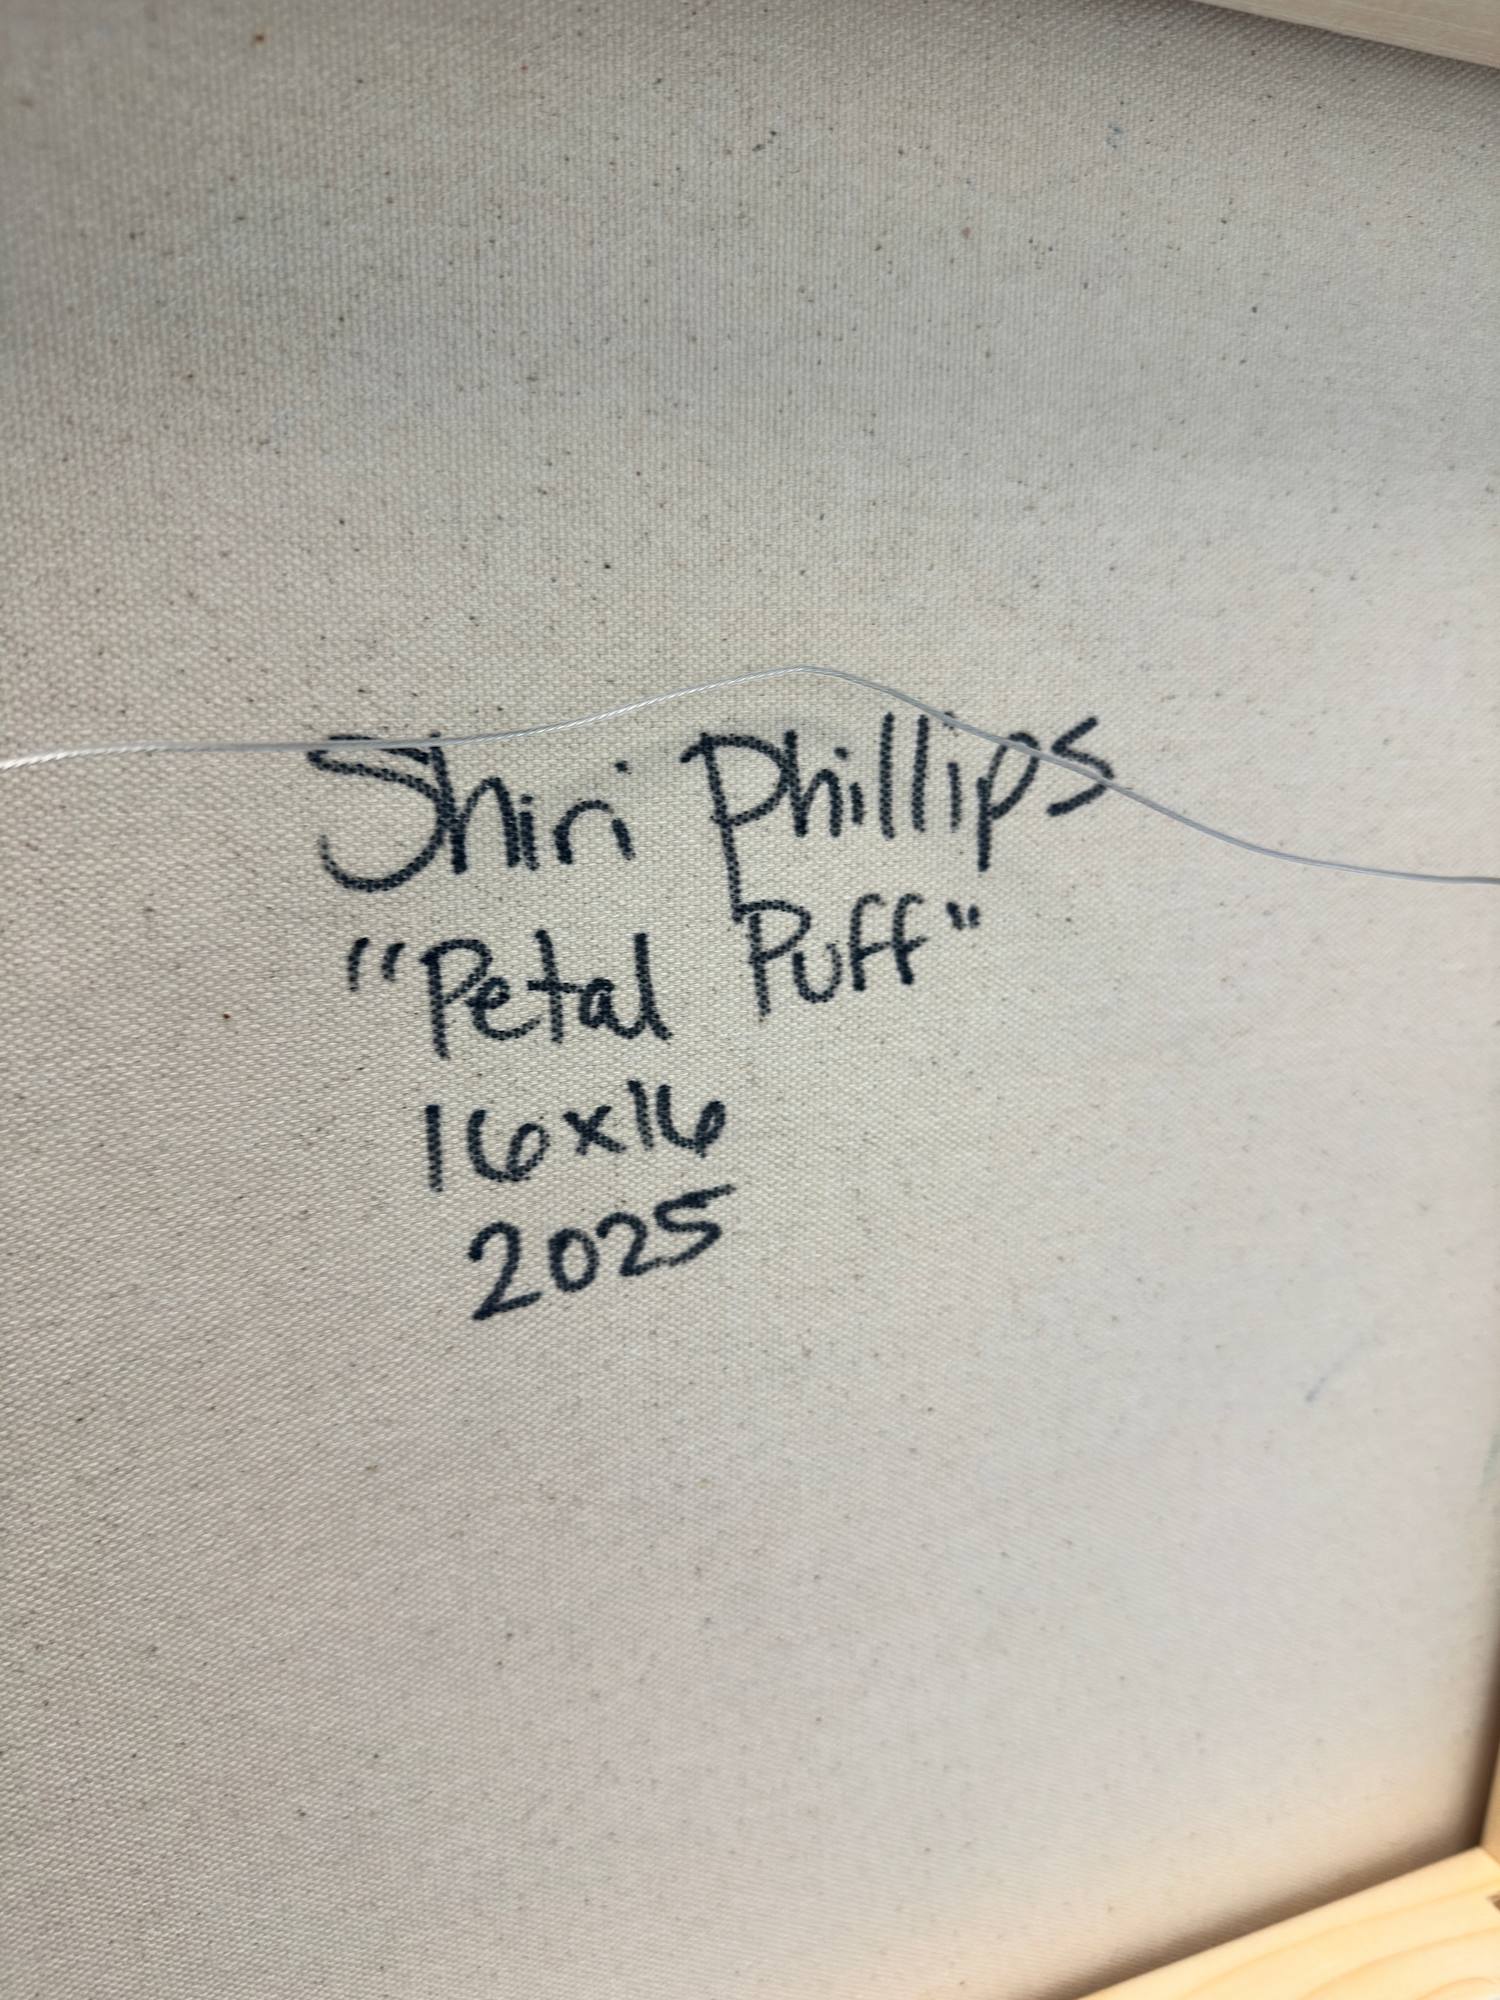 Shiri Phillips
"Petal Puff"
16x16
2025